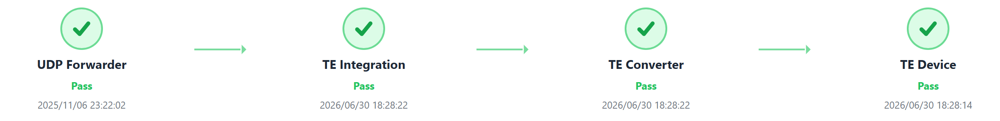 UDP Forwarder
Pass
2025/11/06 23:22:02
TE Integration
Pass
2026/06/30 18:28:22
TE Converter
Pass
2026/06/30 18:28:22
TE Device
Pass
2026/06/30 18:28:14